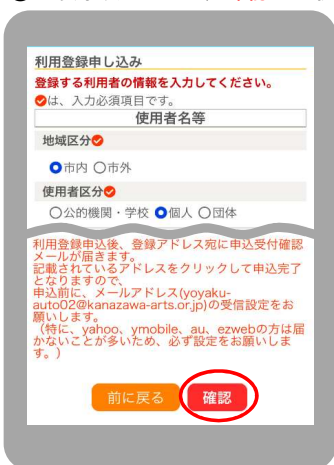 利用登録申し込み
登録する利用者の情報を入力してください。
は、入力必須項目です。
使用者名等
地域区分
市内 市外
使用者区分
公的機関・学校 個人 団体
利用登録申込後、登録アドレス宛に申込受付確認
メールが届きます。
記載されているアドレスをクリックして申込完了
となりますので、
申込前に、メールアドレス(yoyaku-
auto02@kanazawa-arts.or.jp)の受信設定をお
願いします。
（特に、yahoo、ymobile、au、ezwebの方は届
かないことが多いため、必ず設定をお願いしま
す。）
前に戻る 確認